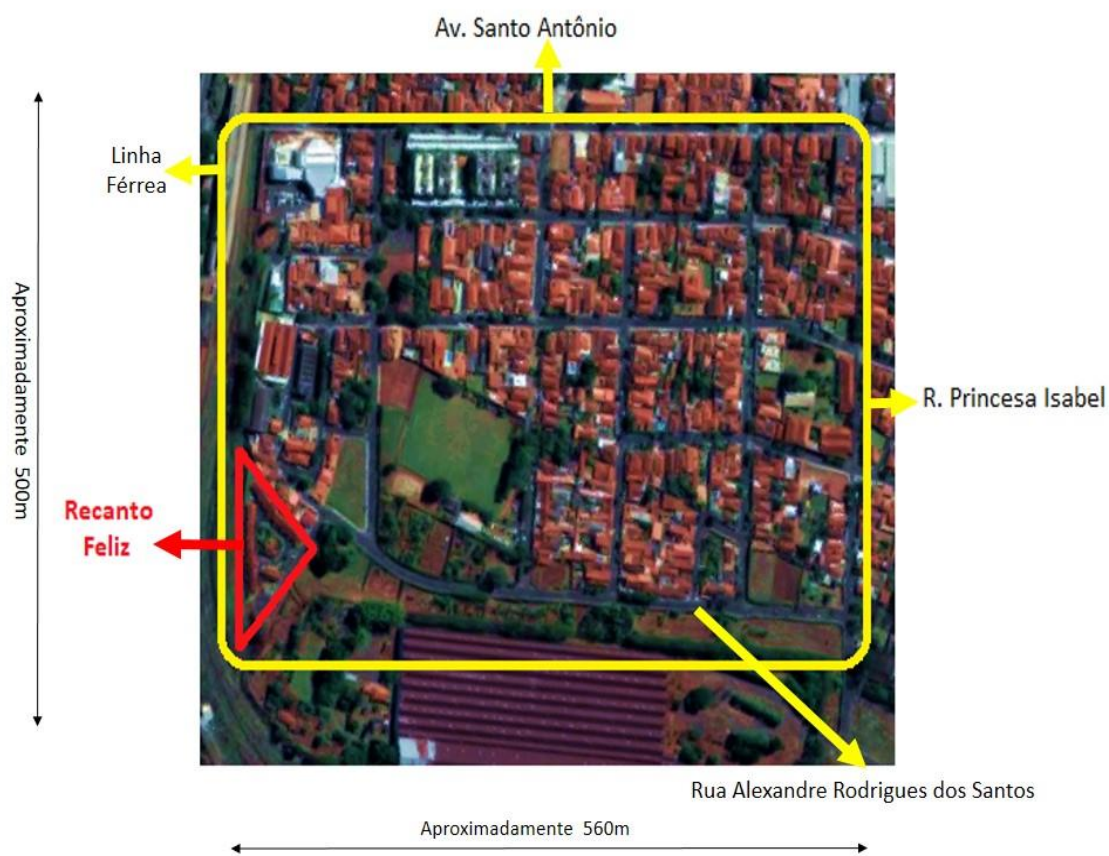 Av. Santo Antônio
Linha
Férrea
Aproximadamente 500m
R. Princesa Isabel
Recanto
Feliz
Rua Alexandre Rodrigues dos Santos
Aproximadamente 560m